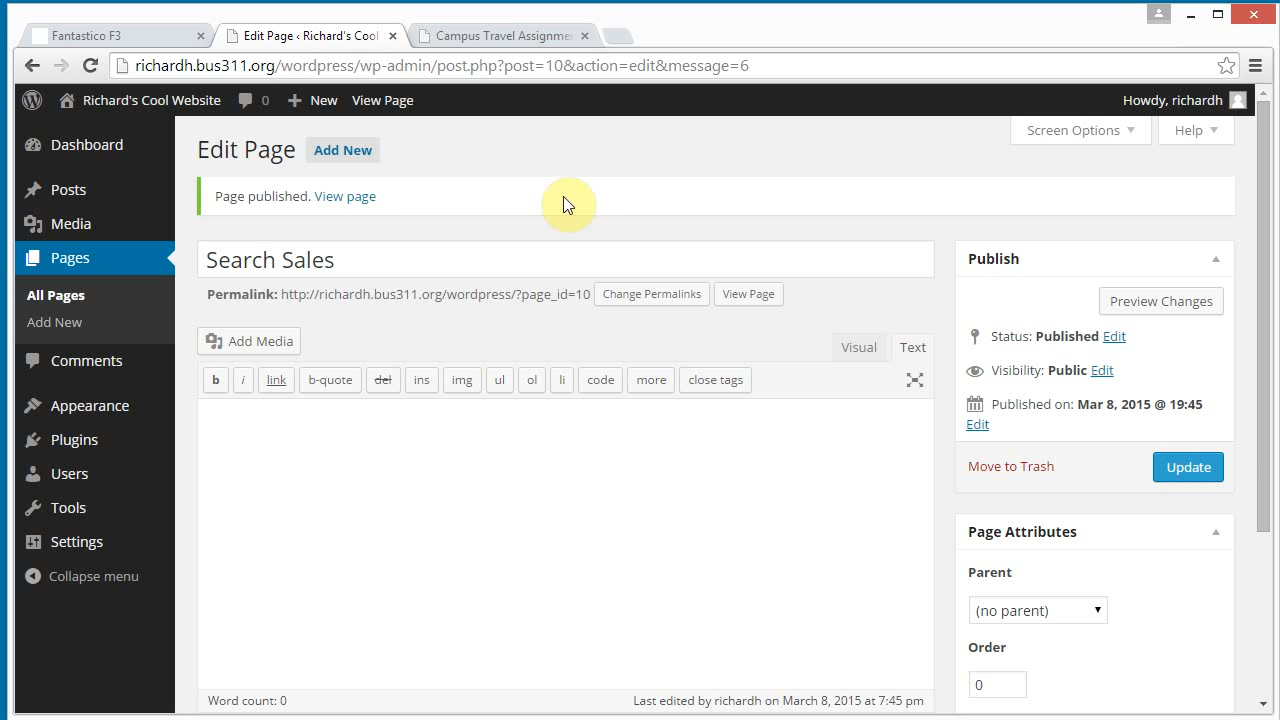 Fantastico F3
Edit Page ‹ Richard's Cool
Campus Travel Assignme
richardh.bus311.org/wordpress/wp-admin/post.php?post=10&action=edit&message=6
Richard's Cool Website 0 New View Page Howdy, richardh
Screen Options Help
Dashboard
Posts
Media
Pages
All Pages
Add New
Comments
Appearance
Plugins
Users
Tools
Settings
Collapse menu
Edit Page Add New
Page published. View page
Search Sales
Permalink: http://richardh.bus311.org/wordpress/?page_id=10 Change Permalinks View Page
Add Media Visual Text
b i link b-quote del ins img ul ol li code more close tags
Word count: 0 Last edited by richardh on March 8, 2015 at 7:45 pm
Publish
Preview Changes
Status: Published Edit
Visibility: Public Edit
Published on: Mar 8, 2015 @ 19:45
Edit
Move to Trash Update
Page Attributes
Parent
(no parent)
Order
0